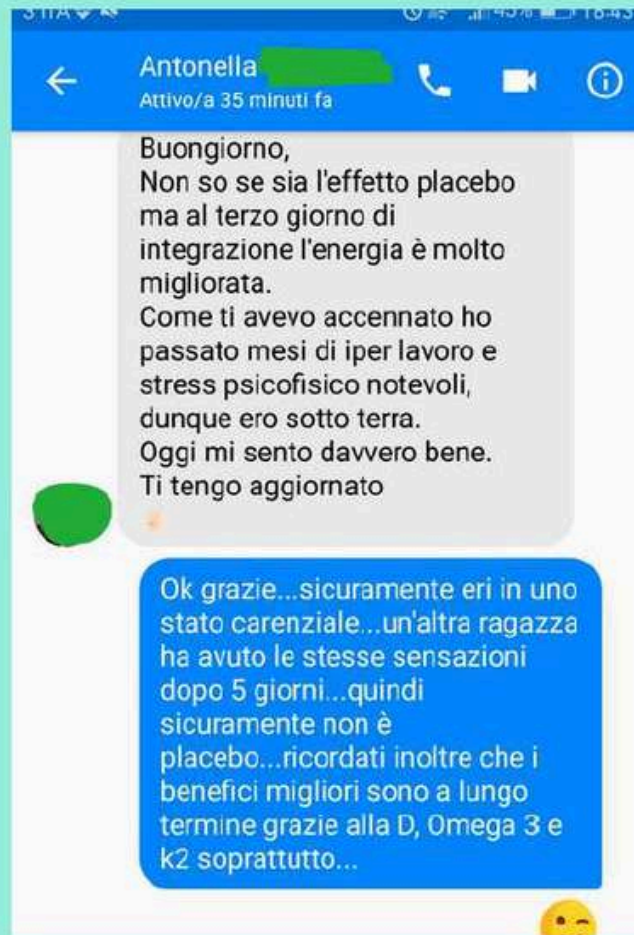 45%
18:43
Antonella
Attivo/a 35 minuti fa
Buongiorno,
Non so se sia l'effetto placebo
ma al terzo giorno di
integrazione l'energia è molto
migliorata.
Come ti avevo accennato ho
passato mesi di iper lavoro e
stress psicofisico notevoli,
dunque ero sotto terra.
Oggi mi sento davvero bene.
Ti tengo aggiornato
Ok grazie...sicuramente eri in uno
stato carenziale...un'altra ragazza
ha avuto le stesse sensazioni
dopo 5 giorni...quindi
sicuramente non è
placebo...ricordati inoltre che i
benefici migliori sono a lungo
termine grazie alla D, Omega 3 e
k2 soprattutto...